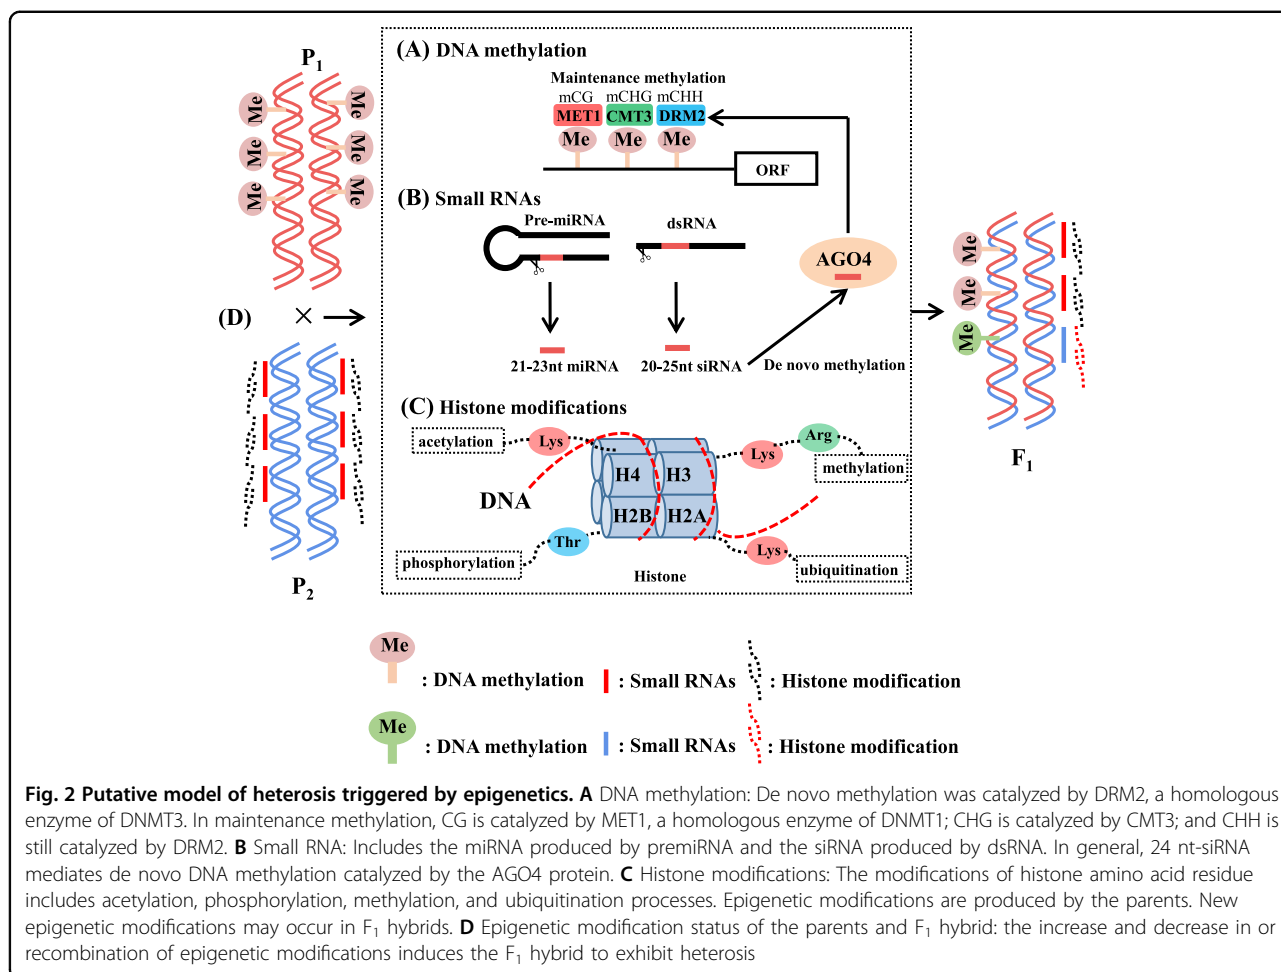 (A) DNA methylation
P1
Maintenance methylation
mCG mCHG mCHH
MET1 CMT3 DRM2
Me Me Me
Me Me
Me Me
Me Me
ORF
(B) Small RNAs
Pre-miRNA dsRNA
AGO4
21-23nt miRNA 20-25nt siRNA De novo methylation
(D) ×
Me
Me
Me
F1
P2
(C) Histone modifications
acetylation Lys
Lys Arg
methylation
H4 H3
DNA
H2B H2A
Thr
phosphorylation
Lys
ubiquitination
Histone
Me
: DNA methylation : Small RNAs : Histone modification
Me
: DNA methylation : Small RNAs : Histone modification
Fig. 2 Putative model of heterosis triggered by epigenetics. A DNA methylation: De novo methylation was catalyzed by DRM2, a homologous
enzyme of DNMT3. In maintenance methylation, CG is catalyzed by MET1, a homologous enzyme of DNMT1; CHG is catalyzed by CMT3; and CHH is
still catalyzed by DRM2. B Small RNA: Includes the miRNA produced by premiRNA and the siRNA produced by dsRNA. In general, 24 nt-siRNA
mediates de novo DNA methylation catalyzed by the AGO4 protein. C Histone modifications: The modifications of histone amino acid residue
includes acetylation, phosphorylation, methylation, and ubiquitination processes. Epigenetic modifications are produced by the parents. New
epigenetic modifications may occur in F1 hybrids. D Epigenetic modification status of the parents and F1 hybrid: the increase and decrease in or
recombination of epigenetic modifications induces the F1 hybrid to exhibit heterosis